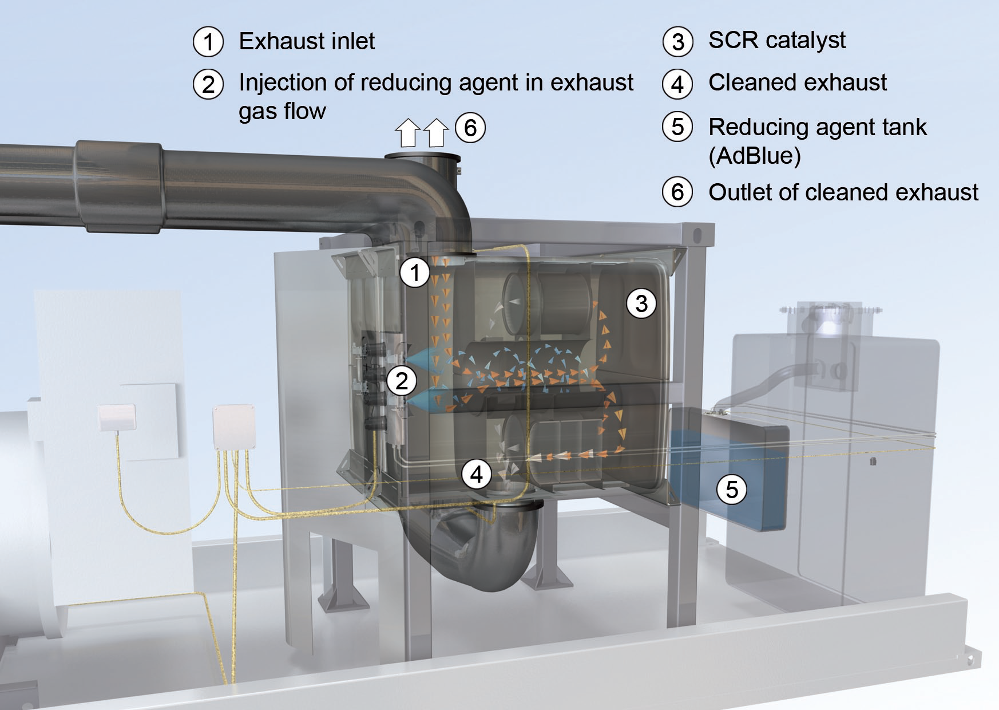 1 Exhaust inlet
2 Injection of reducing agent in exhaust
gas flow
3 SCR catalyst
4 Cleaned exhaust
5 Reducing agent tank
(AdBlue)
6 Outlet of cleaned exhaust
6
1
3
2
4
5